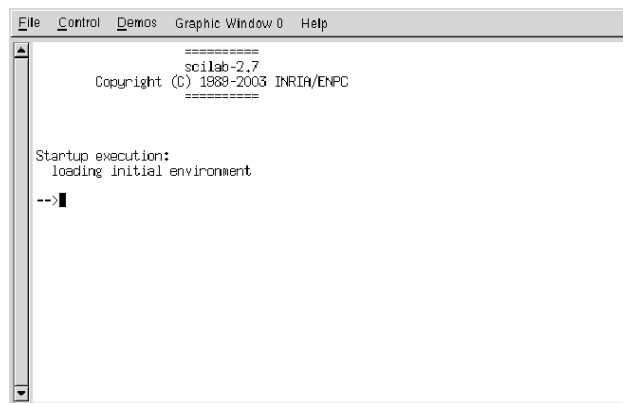 File Control Demos Graphic Window 0 Help
==========
scilab-2.7
Copyright (C) 1989-2003 INRIA/ENPC
==========
Startup execution:
loading initial environment
-->